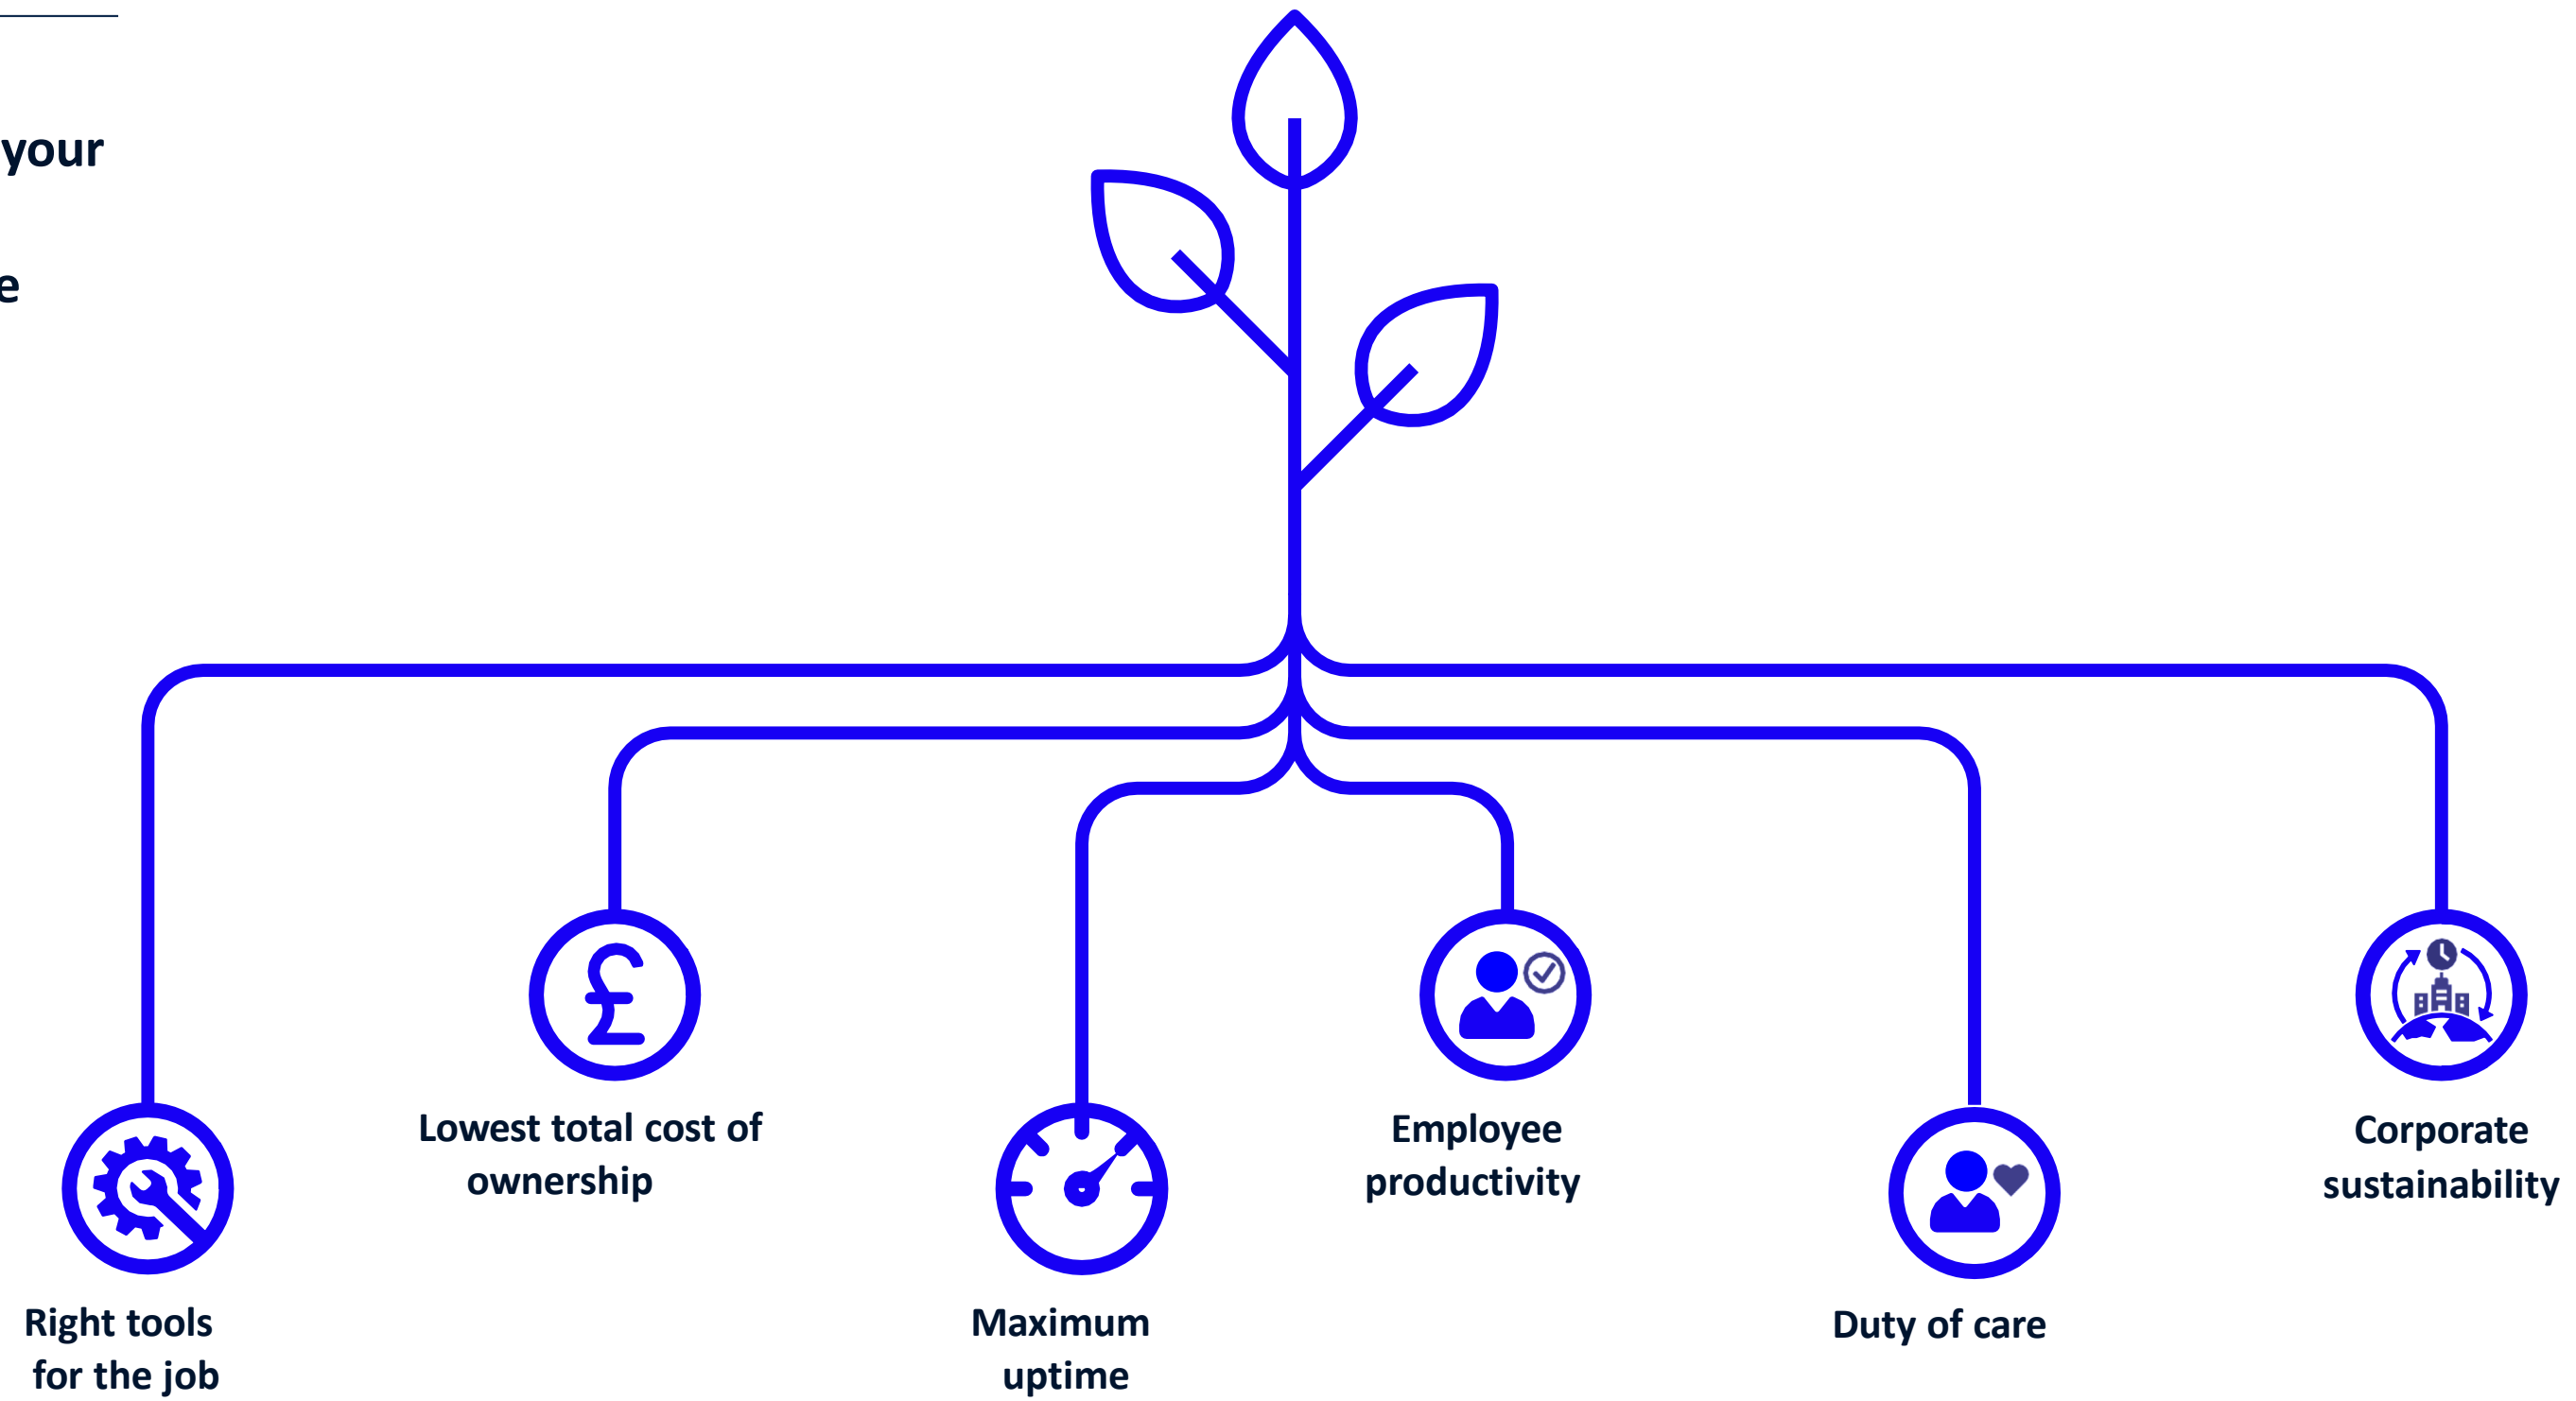 your
e
Lowest total cost of
ownership
Employee
productivity
Corporate
sustainability
Right tools
for the job
Maximum
uptime
Duty of care